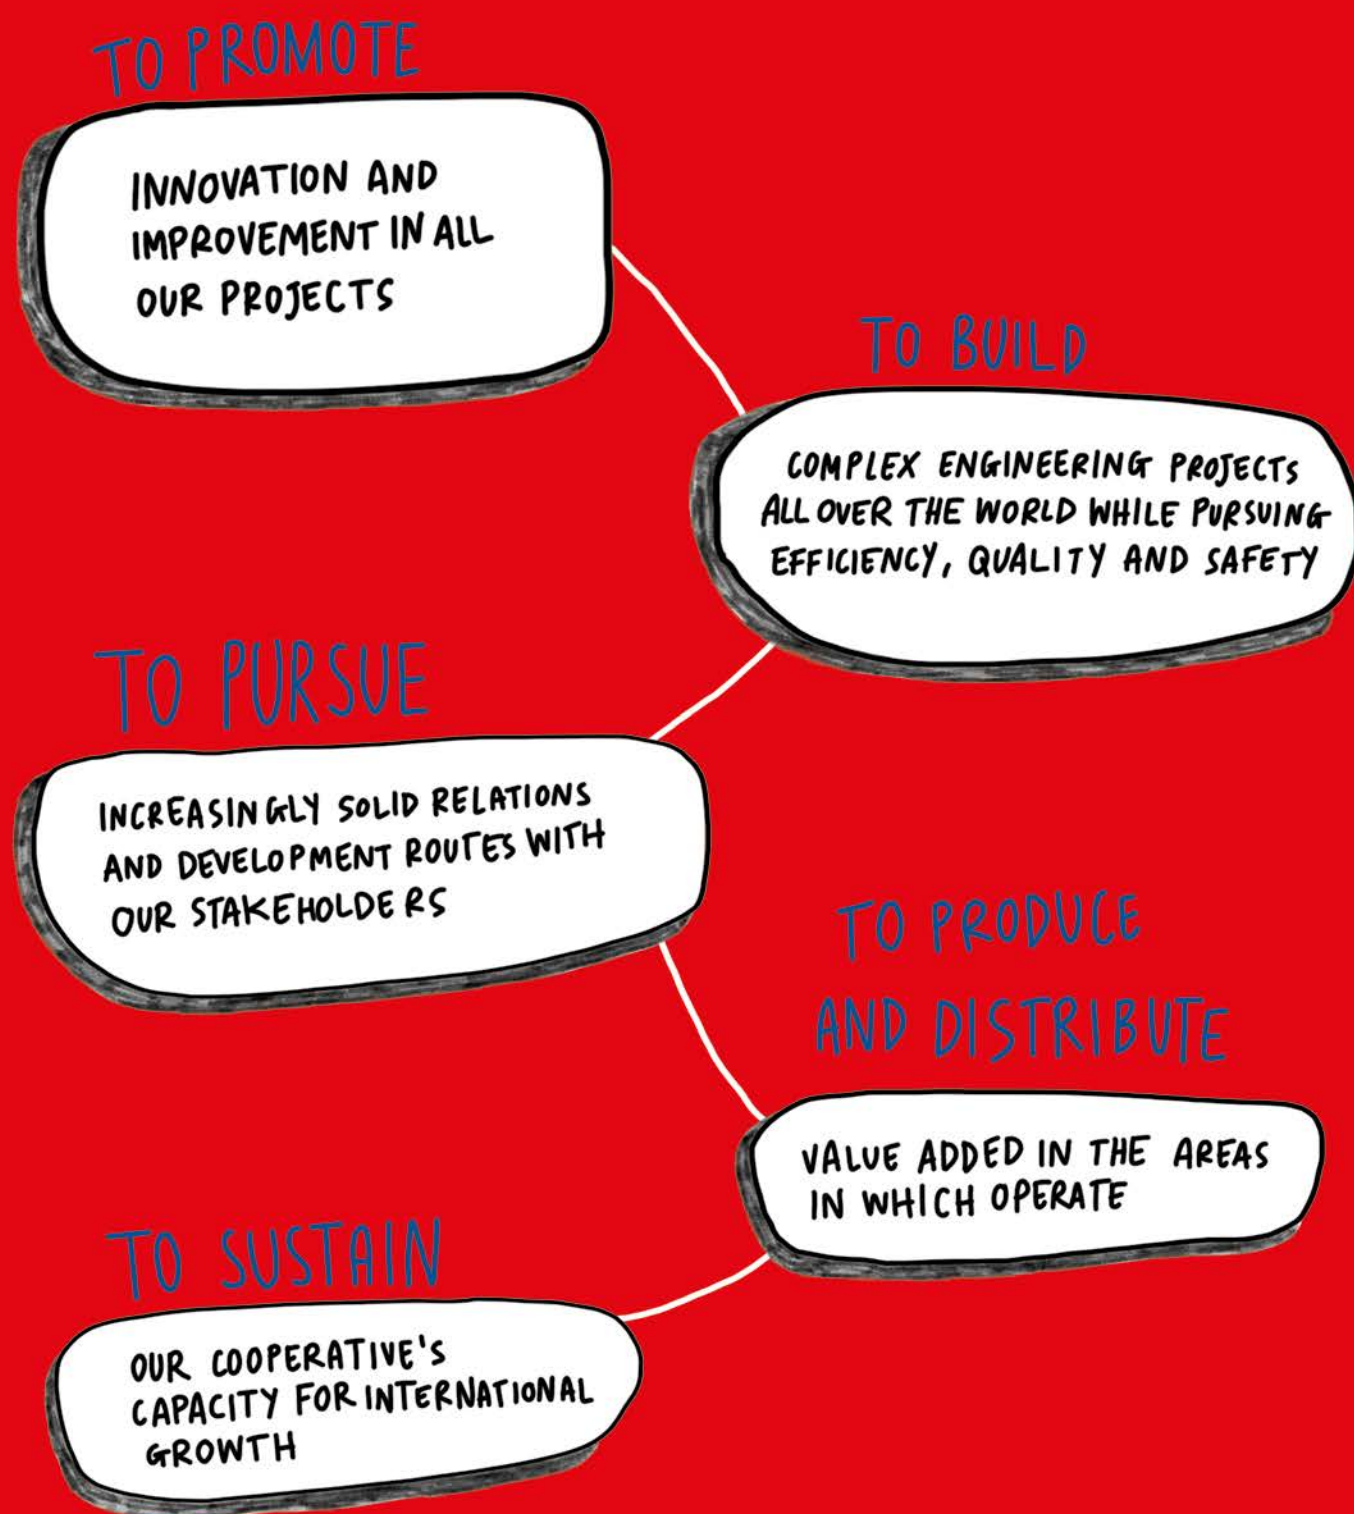 TO PROMOTE
INNOVATION AND
IMPROVEMENT IN ALL
OUR PROJECTS
TO BUILD
COMPLEX ENGINEERING PROJECTS
ALL OVER THE WORLD WHILE PURSUING
EFFICIENCY, QUALITY AND SAFETY
TO PURSUE
INCREASINGLY SOLID RELATIONS
AND DEVELOPMENT ROUTES WITH
OUR STAKEHOLDERS
TO PRODUCE
AND DISTRIBUTE
VALUE ADDED IN THE AREAS
IN WHICH OPERATE
TO SUSTAIN
OUR COOPERATIVE'S
CAPACITY FOR INTERNATIONAL
GROWTH